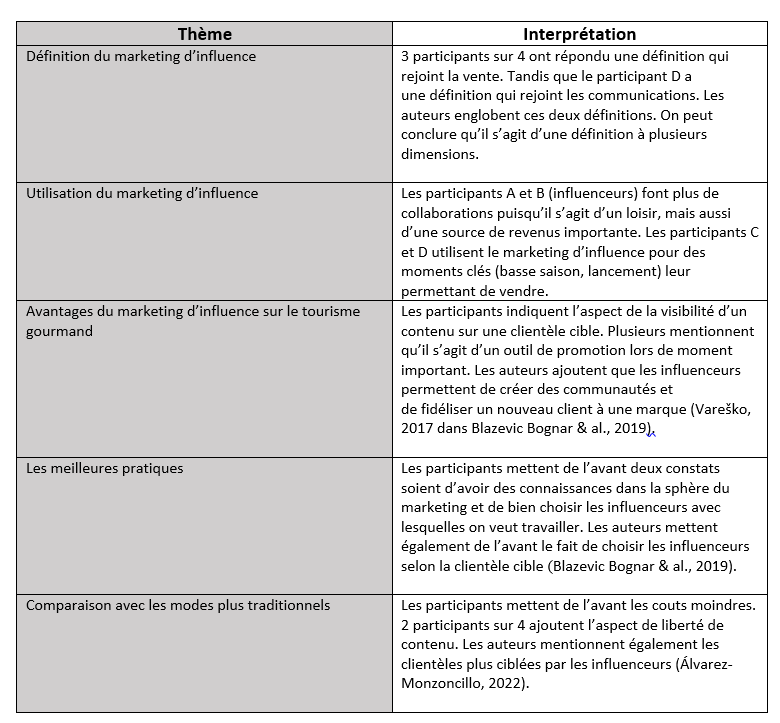 Thème
Interprétation
Définition du marketing d’influence
3 participants sur 4 ont répondu une définition qui
rejoint la vente. Tandis que le participant D a
une définition qui rejoint les communications. Les
auteurs englobent ces deux définitions. On peut
conclure qu’il s’agit d’une définition à plusieurs
dimensions.
Utilisation du marketing d’influence
Les participants A et B (influenceurs) font plus de
collaborations puisqu’il s’agit d’un loisir, mais aussi
d’une source de revenus importante. Les participants C
et D utilisent le marketing d’influence pour des
moments clés (basse saison, lancement) leur
permettant de vendre.
Avantages du marketing d’influence sur le tourisme
gourmand
Les participants indiquent l’aspect de la visibilité d’un
contenu sur une clientèle cible. Plusieurs mentionnent
qu’il s’agit d’un outil de promotion lors de moment
important. Les auteurs ajoutent que les influenceurs
permettent de créer des communautés et
de fidéliser un nouveau client à une marque (Vareško,
2017 dans Blazevic Bognar & al., 2019).
Les meilleures pratiques
Les participants mettent de l’avant deux constats
soient d’avoir des connaissances dans la sphère du
marketing et de bien choisir les influenceurs avec
lesquelles on veut travailler. Les auteurs mettent
également de l’avant le fait de choisir les influenceurs
selon la clientèle cible (Blazevic Bognar & al., 2019).
Comparaison avec les modes plus traditionnels
Les participants mettent de l’avant les couts moindres.
2 participants sur 4 ajoutent l’aspect de liberté de
contenu. Les auteurs mentionnent également les
clientèles plus ciblées par les influenceurs (Álvarez-
Monzoncillo, 2022).